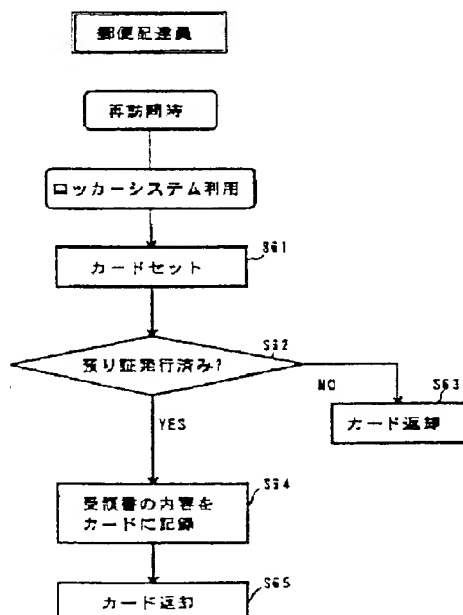 郵便配達員
再訪問時
ロッカーシステム利用
S61
カードセット
S62
預り証発行済み?
NO
S63
カード返却
YES
S64
受領書の内容を
カードに記録
S65
カード返却